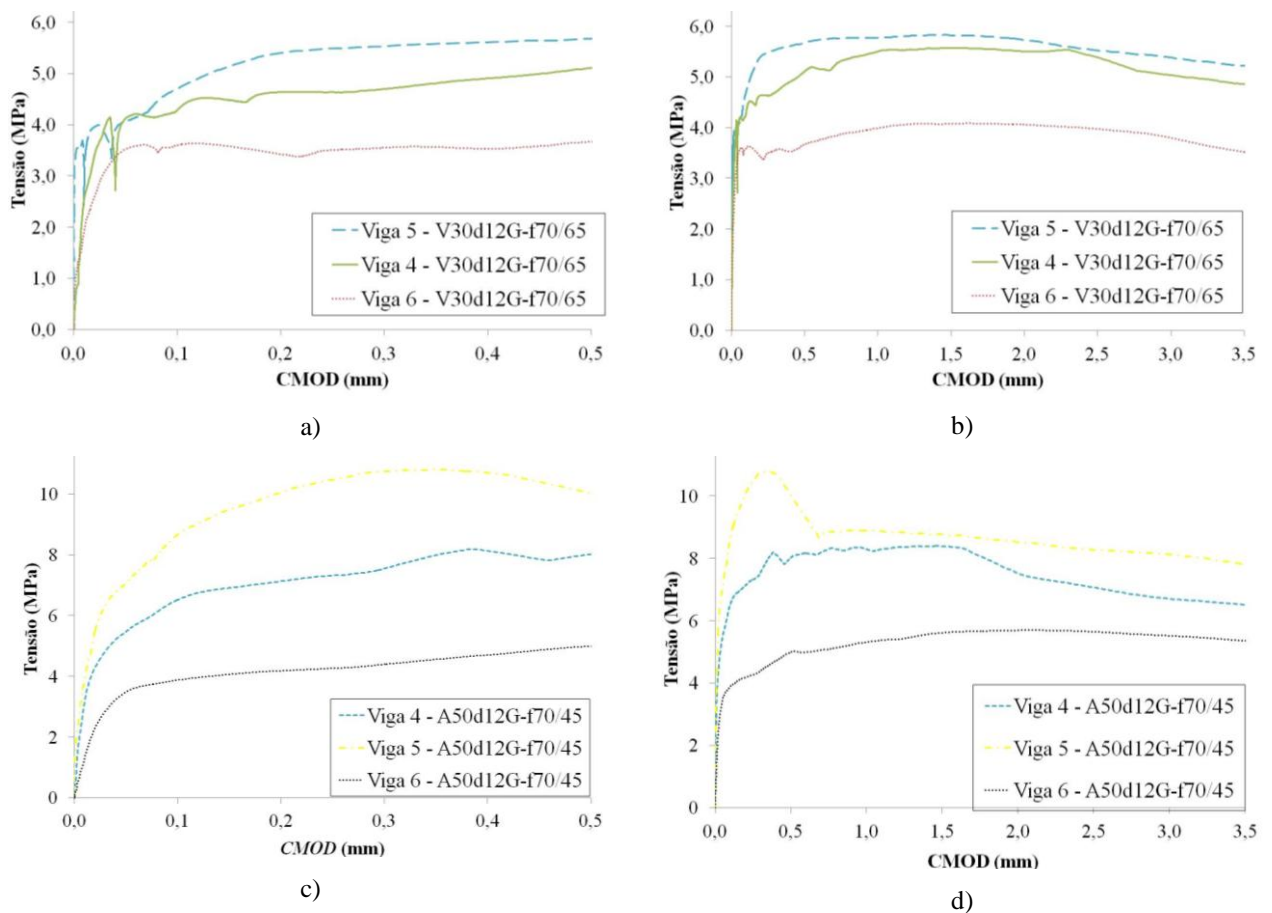 Tensão (MPa)
6,0
5,0
4,0
3,0
2,0
1,0
0,0
Viga 5 - V30d12G-f70/65
Viga 4 - V30d12G-f70/65
Viga 6 - V30d12G-f70/65
0,0 0,1 0,2 0,3 0,4 0,5
CMOD (mm)
a)
Tensão (MPa)
6,0
5,0
4,0
3,0
2,0
1,0
0,0
Viga 5 - V30d12G-f70/65
Viga 4 - V30d12G-f70/65
Viga 6 - V30d12G-f70/65
0,0 0,5 1,0 1,5 2,0 2,5 3,0 3,5
CMOD (mm)
b)
Tensão (MPa)
10
8
6
4
2
0
Viga 4 - A50d12G-f70/45
Viga 5 - A50d12G-f70/45
Viga 6 - A50d12G-f70/45
0,0 0,1 0,2 0,3 0,4 0,5
CMOD (mm)
c)
Tensão (MPa)
10
8
6
4
2
0
Viga 4 - A50d12G-f70/45
Viga 5 - A50d12G-f70/45
Viga 6 - A50d12G-f70/45
0,0 0,5 1,0 1,5 2,0 2,5 3,0 3,5
CMOD (mm)
d)